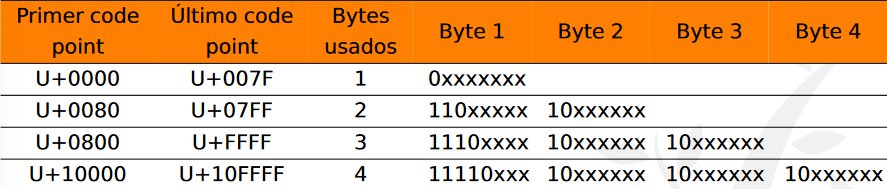 Primer code point Último code point Bytes usados Byte 1 Byte 2 Byte 3 Byte 4
U+0000 U+007F 1 0xxxxxxx
U+0080 U+07FF 2 110xxxxx 10xxxxxx
U+0800 U+FFFF 3 1110xxxx 10xxxxxx 10xxxxxx
U+10000 U+10FFFF 4 11110xxx 10xxxxxx 10xxxxxx 10xxxxxx